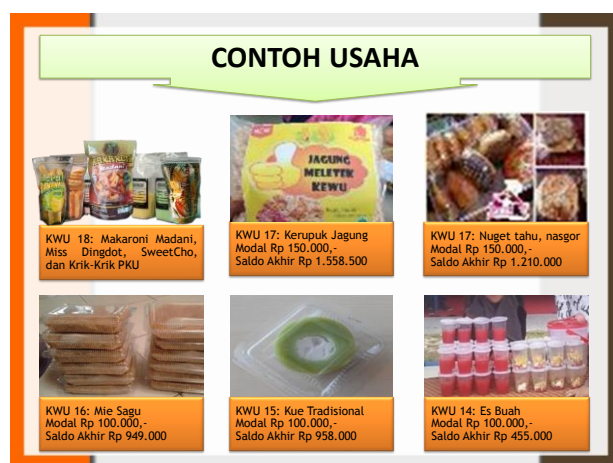 CONTOH USAHA
KWU 18: Makaroni Madani,
Miss Dingdot, SweetCho,
dan Krik-Krik PKU
JAGUNG
MELETEK
KEWU
KWU 17: Kerupuk Jagung
Modal Rp 150.000,-
Saldo Akhir Rp 1.558.500
KWU 17: Nuget tahu, nasgor
Modal Rp 150.000,-
Saldo Akhir Rp 1.210.000
KWU 16: Mie Sagu
Modal Rp 100.000,-
Saldo Akhir Rp 949.000
KWU 15: Kue Tradisional
Modal Rp 100.000,-
Saldo Akhir Rp 958.000
KWU 14: Es Buah
Modal Rp 100.000,-
Saldo Akhir Rp 455.000